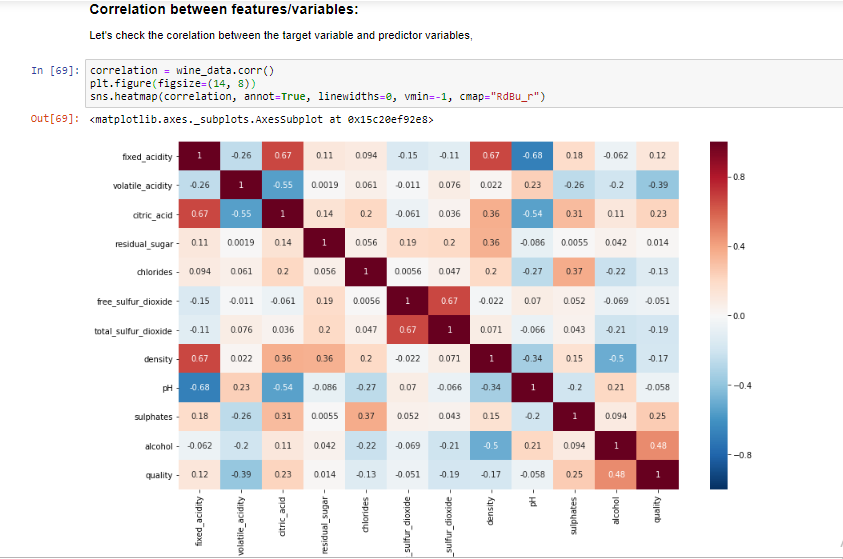 Correlation between features/variables:
Let's check the corelation between the target variable and predictor variables,
In [69]: correlation = wine_data.corr()
plt.figure(figsize=(14, 8))
sns.heatmap(correlation, annot=True, linewidths=0, vmin=-1, cmap="RdBu_r")
Out[69]: <matplotlib.axes._subplots.AxesSubplot at 0x15c20ef92e8>
fixed_acidity 1 -0.26 0.67 0.11 0.094 -0.15 -0.11 0.67 -0.68 0.18 -0.062 0.12
volatile_acidity -0.26 1 -0.55 0.0019 0.061 -0.011 0.076 0.022 0.23 -0.26 -0.2 -0.39
citric_acid 0.67 -0.55 1 0.14 0.2 -0.061 0.036 0.36 -0.54 0.31 0.11 0.23
residual_sugar 0.11 0.0019 0.14 1 0.056 0.19 0.2 0.36 -0.086 0.0055 0.042 0.014
chlorides 0.094 0.061 0.2 0.056 1 0.0056 0.047 0.2 -0.27 0.37 -0.22 -0.13
free_sulfur_dioxide -0.15 -0.011 -0.061 0.19 0.0056 1 0.67 -0.022 0.07 0.052 -0.069 -0.051
total_sulfur_dioxide -0.11 0.076 0.036 0.2 0.047 0.67 1 0.071 -0.066 0.043 -0.21 -0.19
density 0.67 0.022 0.36 0.36 0.2 -0.022 0.071 1 -0.34 0.15 -0.5 -0.17
pH -0.68 0.23 -0.54 -0.086 -0.27 0.07 -0.066 -0.34 1 -0.2 0.21 -0.058
sulphates 0.18 -0.26 0.31 0.0055 0.37 0.052 0.043 0.15 -0.2 1 0.094 0.25
alcohol -0.062 -0.2 0.11 0.042 -0.22 -0.069 -0.21 -0.5 0.21 0.094 1 0.48
quality 0.12 -0.39 0.23 0.014 -0.13 -0.051 -0.19 -0.17 -0.058 0.25 0.48 1
fixed_acidity
volatile_acidity
citric_acid
residual_sugar
chlorides
_sulfur_dioxide
_sulfur_dioxide
density
pH
sulphates
alcohol
quality
0.8
0.4
0.0
-0.4
-0.8